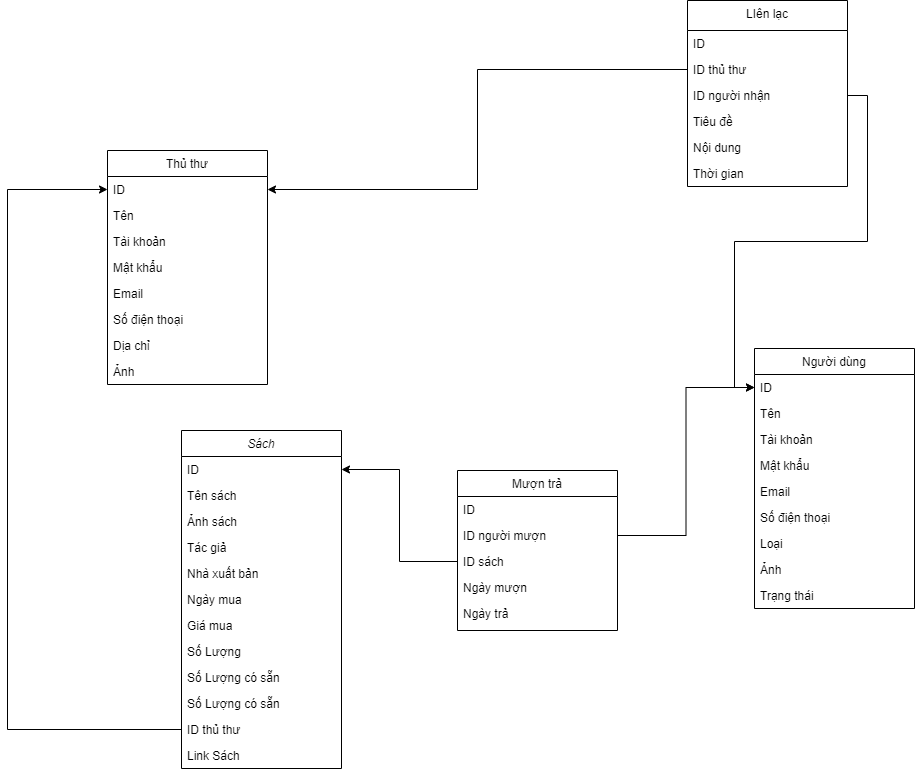 LIên lạc
ID
ID thủ thư
ID người nhận
Tiêu đề
Nội dung
Thời gian
Thủ thư
ID
Tên
Tài khoản
Mật khẩu
Email
Số điện thoại
Địa chỉ
Ảnh
Người dùng
ID
Tên
Tài khoản
Mật khẩu
Email
Số điện thoại
Loại
Ảnh
Trạng thái
Sách
ID
Tên sách
Ảnh sách
Tác giả
Nhà xuất bản
Ngày mua
Giá mua
Số Lượng
Số Lượng có sẵn
Số Lượng có sẵn
ID thủ thư
Link Sách
Mượn trả
ID
ID người mượn
ID sách
Ngày mượn
Ngày trả